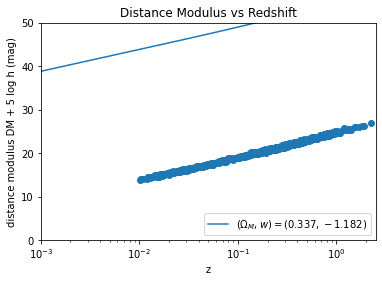 Distance Modulus vs Redshift
distance modulus DM + 5 log h (mag)
50
40
30
20
10
0
10⁻³
10⁻²
10⁻¹
10⁰
z
(Ω_M, w) = (0.337, −1.182)